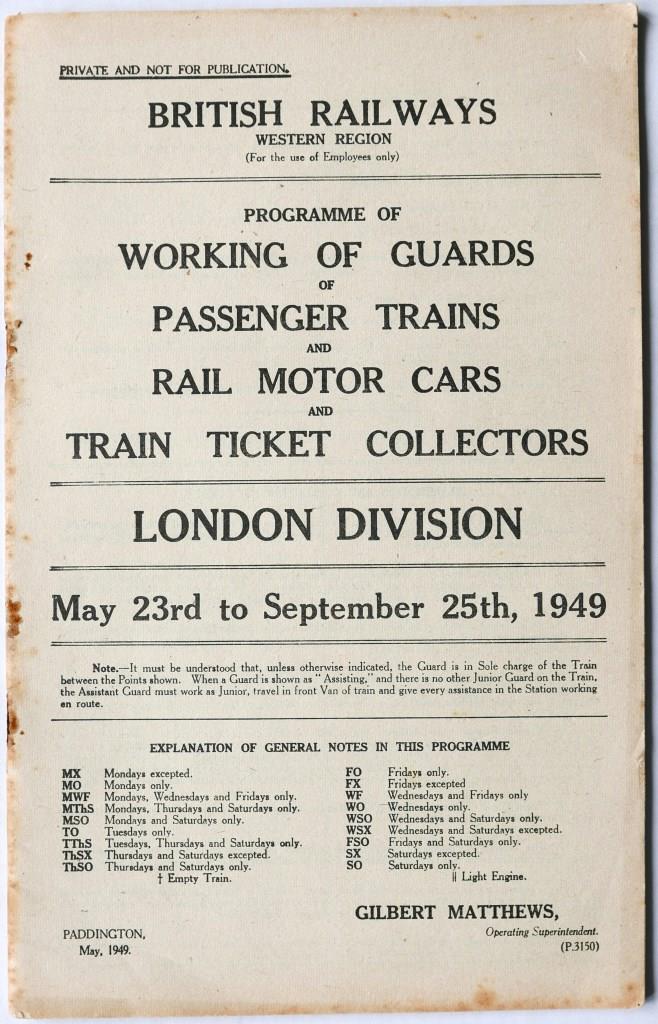 PRIVATE AND NOT FOR PUBLICATION.
BRITISH RAILWAYS
WESTERN REGION
(For the use of Employees only)
PROGRAMME OF
WORKING OF GUARDS
OF
PASSENGER TRAINS
AND
RAIL MOTOR CARS
AND
TRAIN TICKET COLLECTORS
LONDON DIVISION
May 23rd to September 25th, 1949
Note.—It must be understood that, unless otherwise indicated, the Guard is in Sole charge of the Train
between the Points shown. When a Guard is shown as "Assisting," and there is no other Junior Guard on the Train,
the Assistant Guard must work as Junior, travel in front Van of train and give every assistance in the Station working
en route.
EXPLANATION OF GENERAL NOTES IN THIS PROGRAMME
MX Mondays excepted.
MO Mondays only.
MWF Mondays, Wednesdays and Fridays only.
MThS Mondays, Thursdays and Saturdays only.
MSO Mondays and Saturdays only.
TO Tuesdays only.
TThS Tuesdays, Thursdays and Saturdays only.
ThSX Thursdays and Saturdays excepted.
ThSO Thursdays and Saturdays only.
† Empty Train.
FO Fridays only.
FX Fridays excepted
WF Wednesdays and Fridays only
WO Wednesdays only.
WSO Wednesdays and Saturdays only.
WSX Wednesdays and Saturdays excepted.
FSO Fridays and Saturdays only.
SX Saturdays excepted.
SO Saturdays only.
|| Light Engine.
GILBERT MATTHEWS,
Operating Superintendent.
(P.3150)
PADDINGTON,
May, 1949.